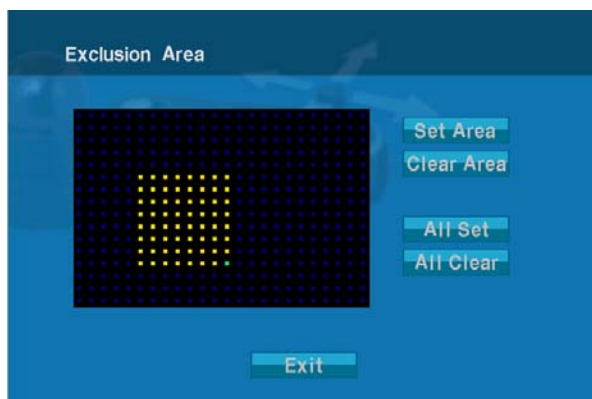 Exclusion Area
Set Area
Clear Area
All Set
All Clear
Exit